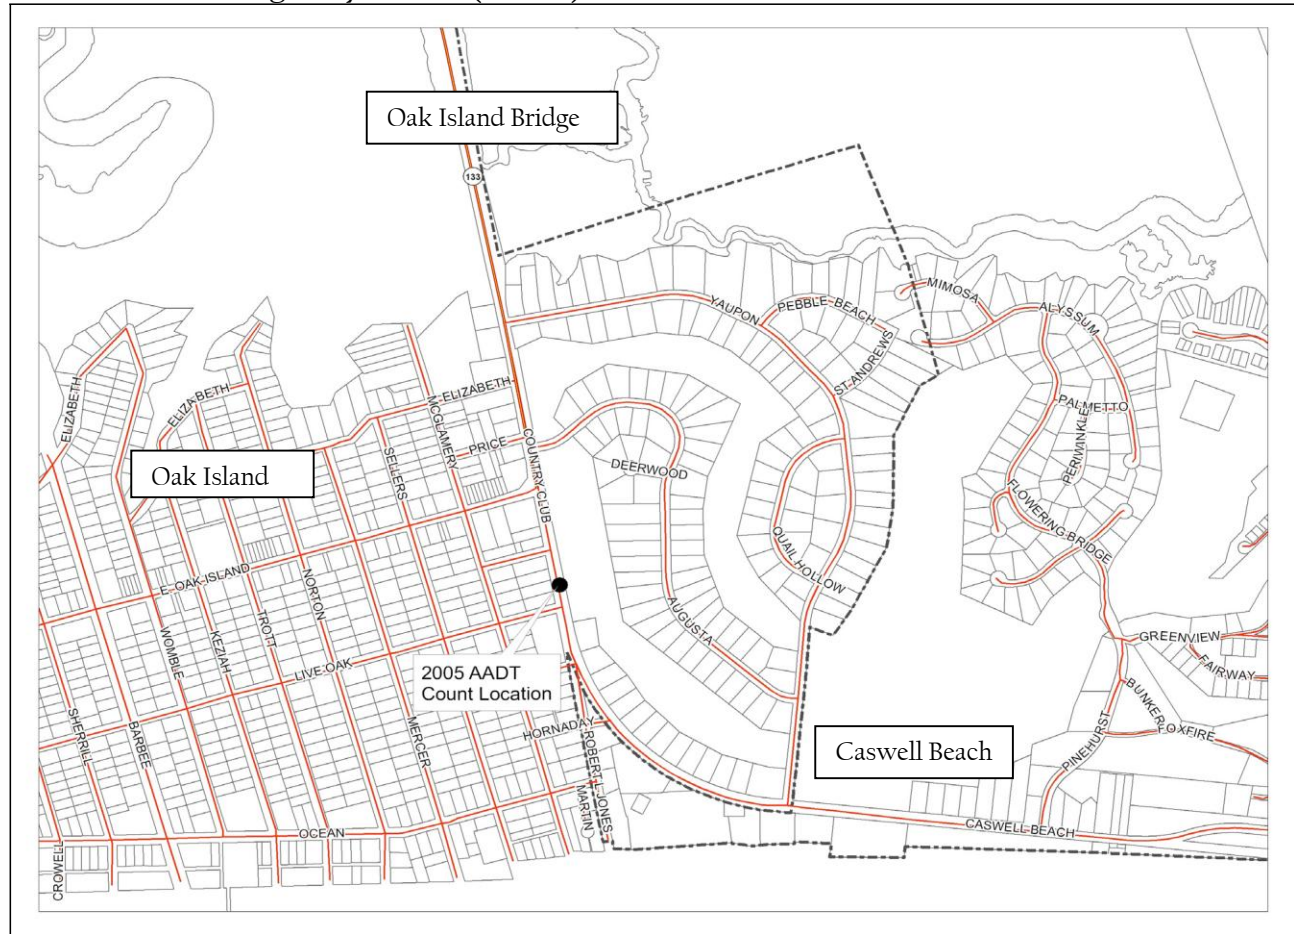 Oak Island Bridge
133
MIMOSA
YAUPON
PEBBLE BEACH
ALYSSUM
ST ANDREWS
ELIZABETH
ELIZABETH
ELIZABETH
MCGLAMERY
PALMETTO
PERIWINKLE
PRICE
COUNTRY CLUB
SELLERS
DEERWOOD
Oak Island
FLOWERING BRIDGE
QUAIL HOLLOW
E. OAK ISLAND
NORTON
TROTT
KEZIAH
WOMBLE
AUGUSTA
GREENVIEW
FAIRWAY
LIVE OAK
2005 AADT
Count Location
SHERRILL
BARBEE
MERCER
HORNADAY
ROBERT L JONES
MARTIN
BUNKER
FOXFIRE
PINEHURST
Caswell Beach
OCEAN
CASWELL BEACH
CROWELL